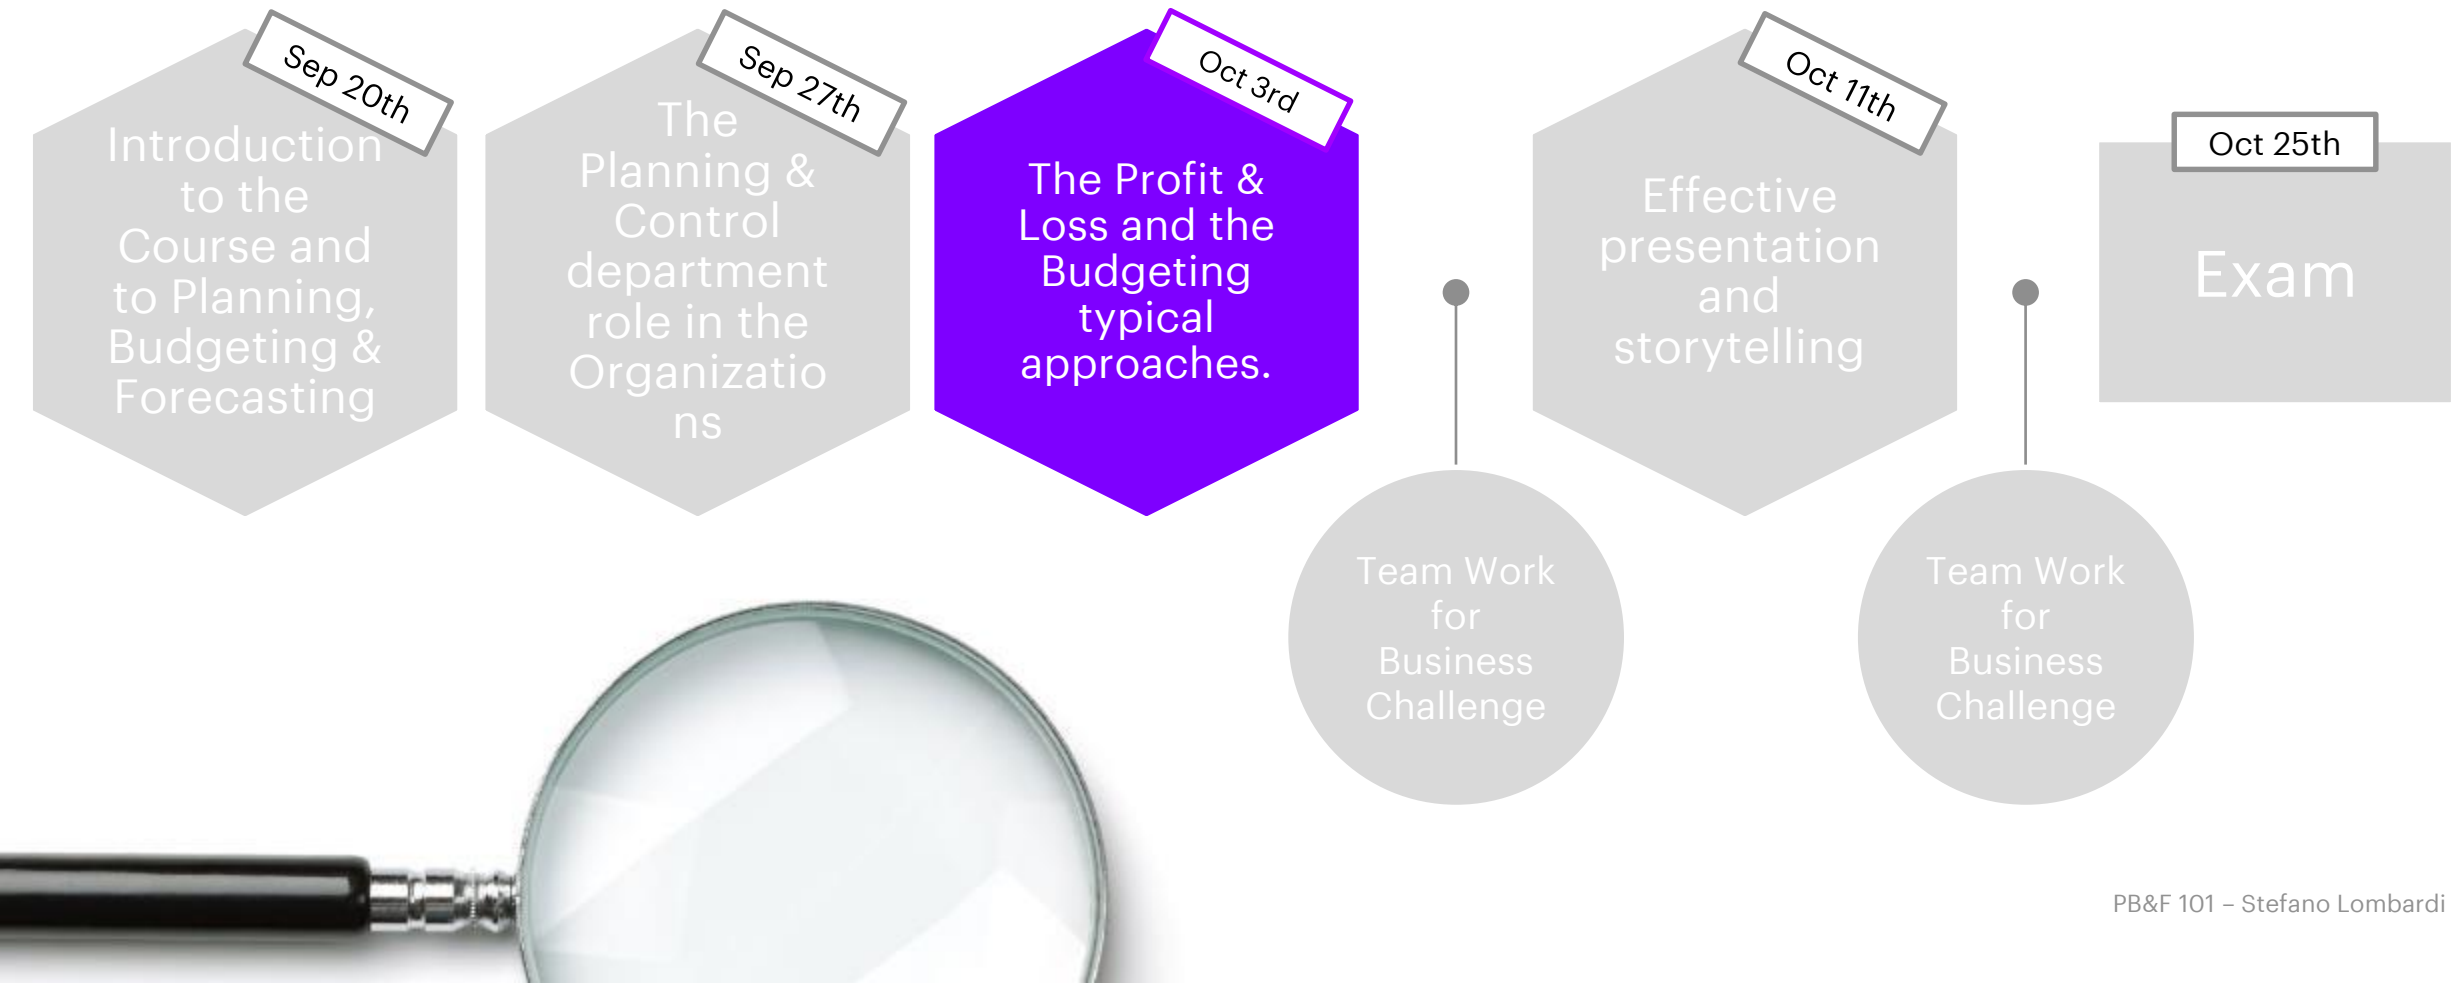 Sep 20th
Introduction
to the
Course and
to Planning,
Budgeting &
Forecasting
Sep 27th
The
Planning &
Control
department
role in the
Organizatio
ns
Oct 3rd
The Profit &
Loss and the
Budgeting
typical
approaches.
Team Work
for
Business
Challenge
Oct 11th
Effective
presentation
and
storytelling
Team Work
for
Business
Challenge
Oct 25th
Exam
PB&F 101 – Stefano Lombardi